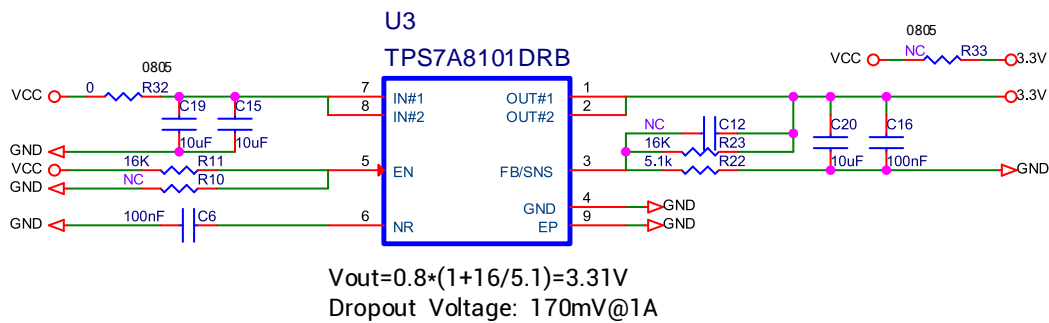 U3
TPS7A8101DRB
0805
0805
VCC NC R33 3.3V
VCC 0 R32 7 IN#1 OUT#1 1 3.3V
8 IN#2 OUT#2 2
C19 C15 NC C12 C20 C16
10uF 10uF 16K R23
GND
VCC 16K R11 5 EN FB/SNS 3 5.1k R22 10uF 100nF GND
GND NC R10
GND 4 GND
GND 100nF C6 6 NR EP 9 GND
Vout=0.8*(1+16/5.1)=3.31V
Dropout Voltage: 170mV@1A